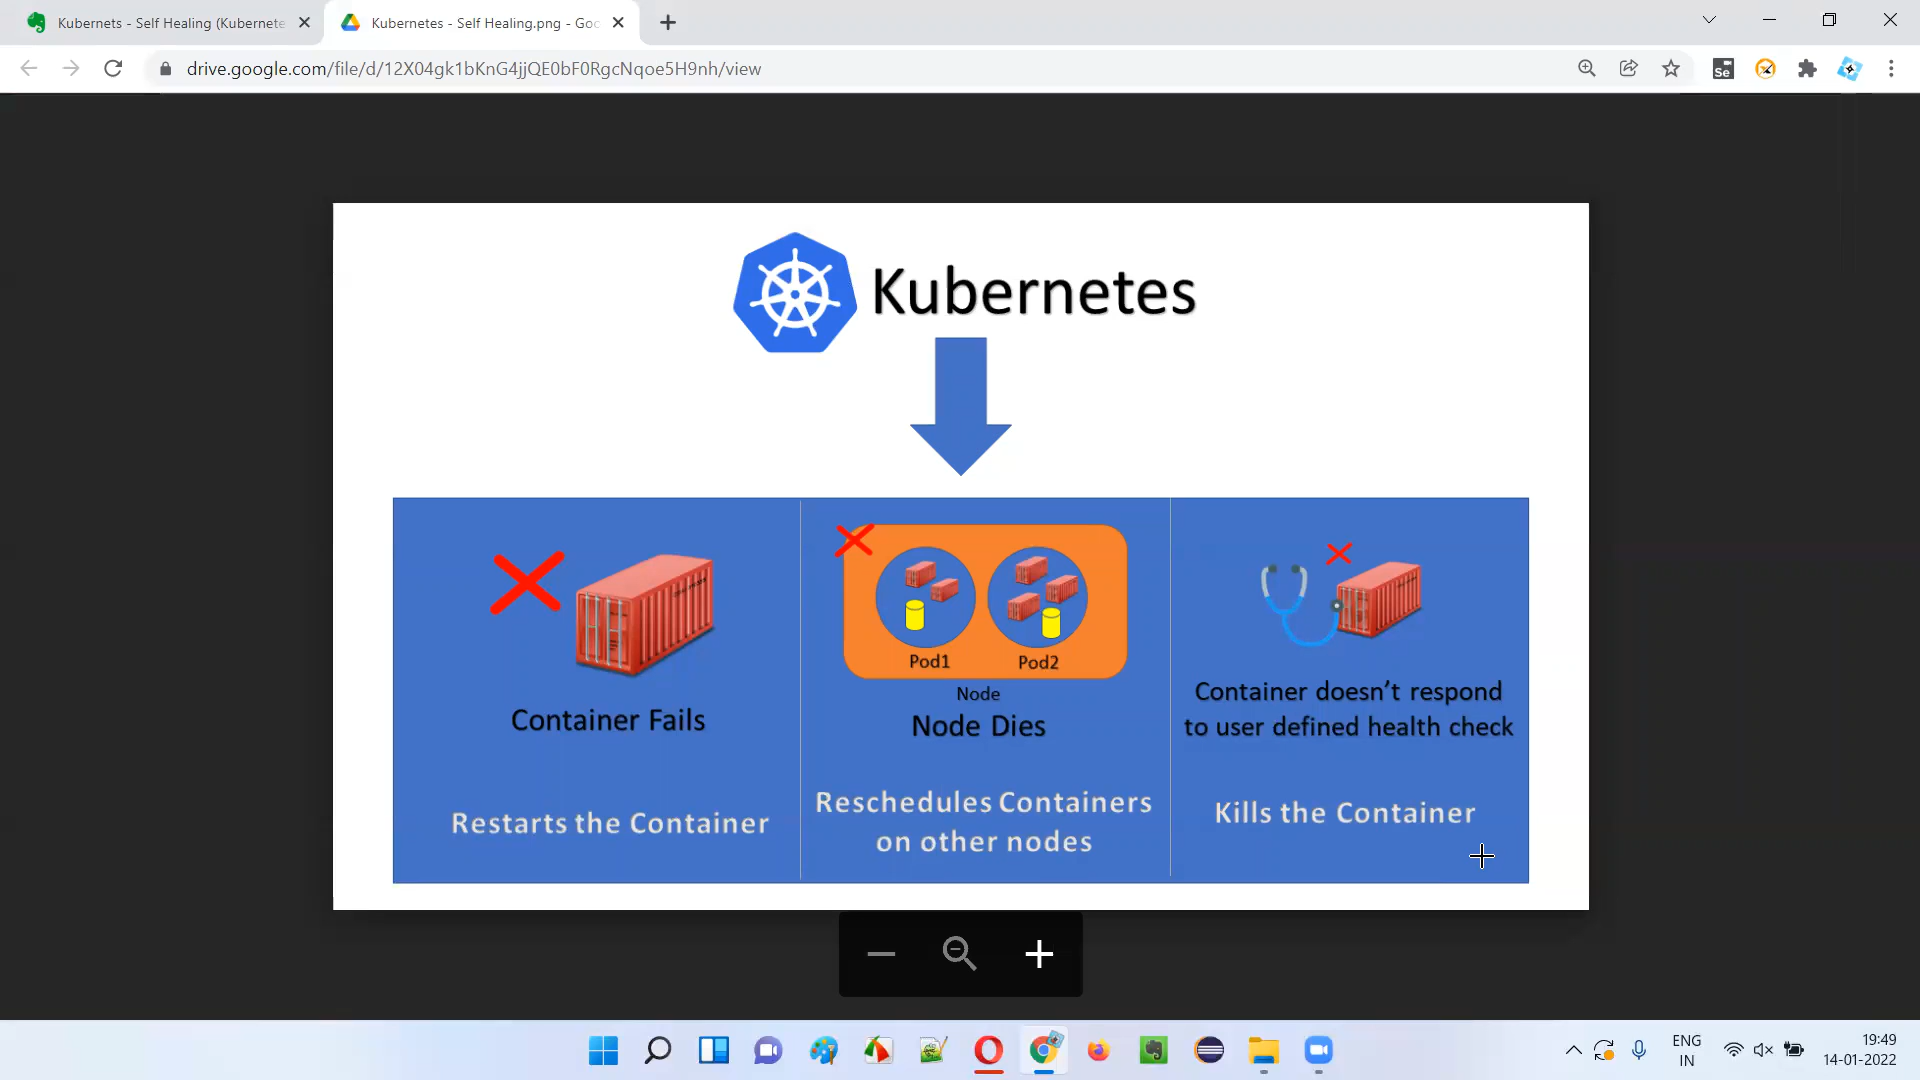 Kubernets - Self Healing (Kubernete
Kubernetes - Self Healing.png - Goo
drive.google.com/file/d/12X04gk1bKnG4jjQE0bF0RgcNqoe5H9nh/view
Se
Kubernetes
Pod1
Pod2
Node
Container Fails
Node Dies
Container doesn't respond
to user defined health check
Restarts the Container
Reschedules Containers
on other nodes
Kills the Container
ENG
IN
19:49
14-01-2022